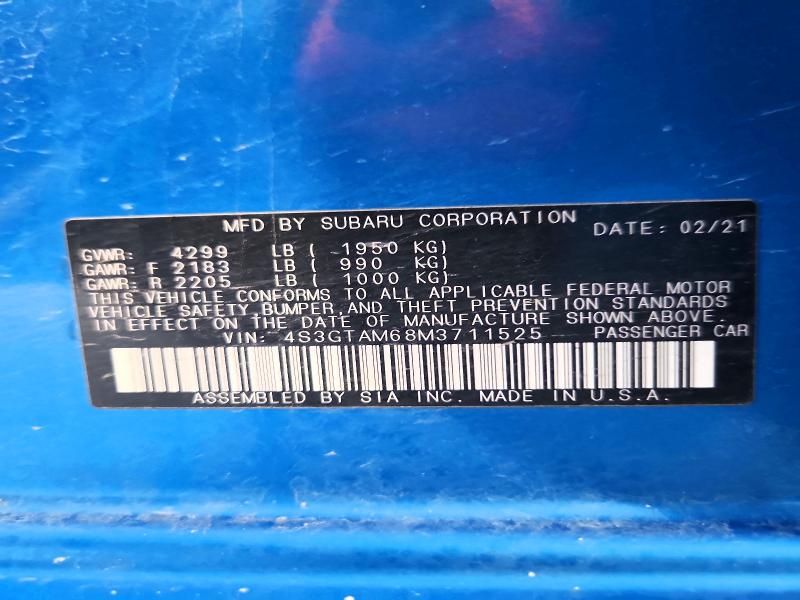 MFD BY SUBARU CORPORATION DATE: 02/21
GVWR: 4299 LB ( 1950 KG)
GAWR: F 2183 LB ( 990 KG)
GAWR: R 2205 LB ( 1000 KG)
THIS VEHICLE CONFORMS TO ALL APPLICABLE FEDERAL MOTOR
VEHICLE SAFETY,BUMPER,AND THEFT PREVENTION STANDARDS
IN EFFECT ON THE DATE OF MANUFACTURE SHOWN ABOVE.
VIN: 4S3GTAM68M3711525 PASSENGER CAR
ASSEMBLED BY SIA INC. MADE IN U.S.A.